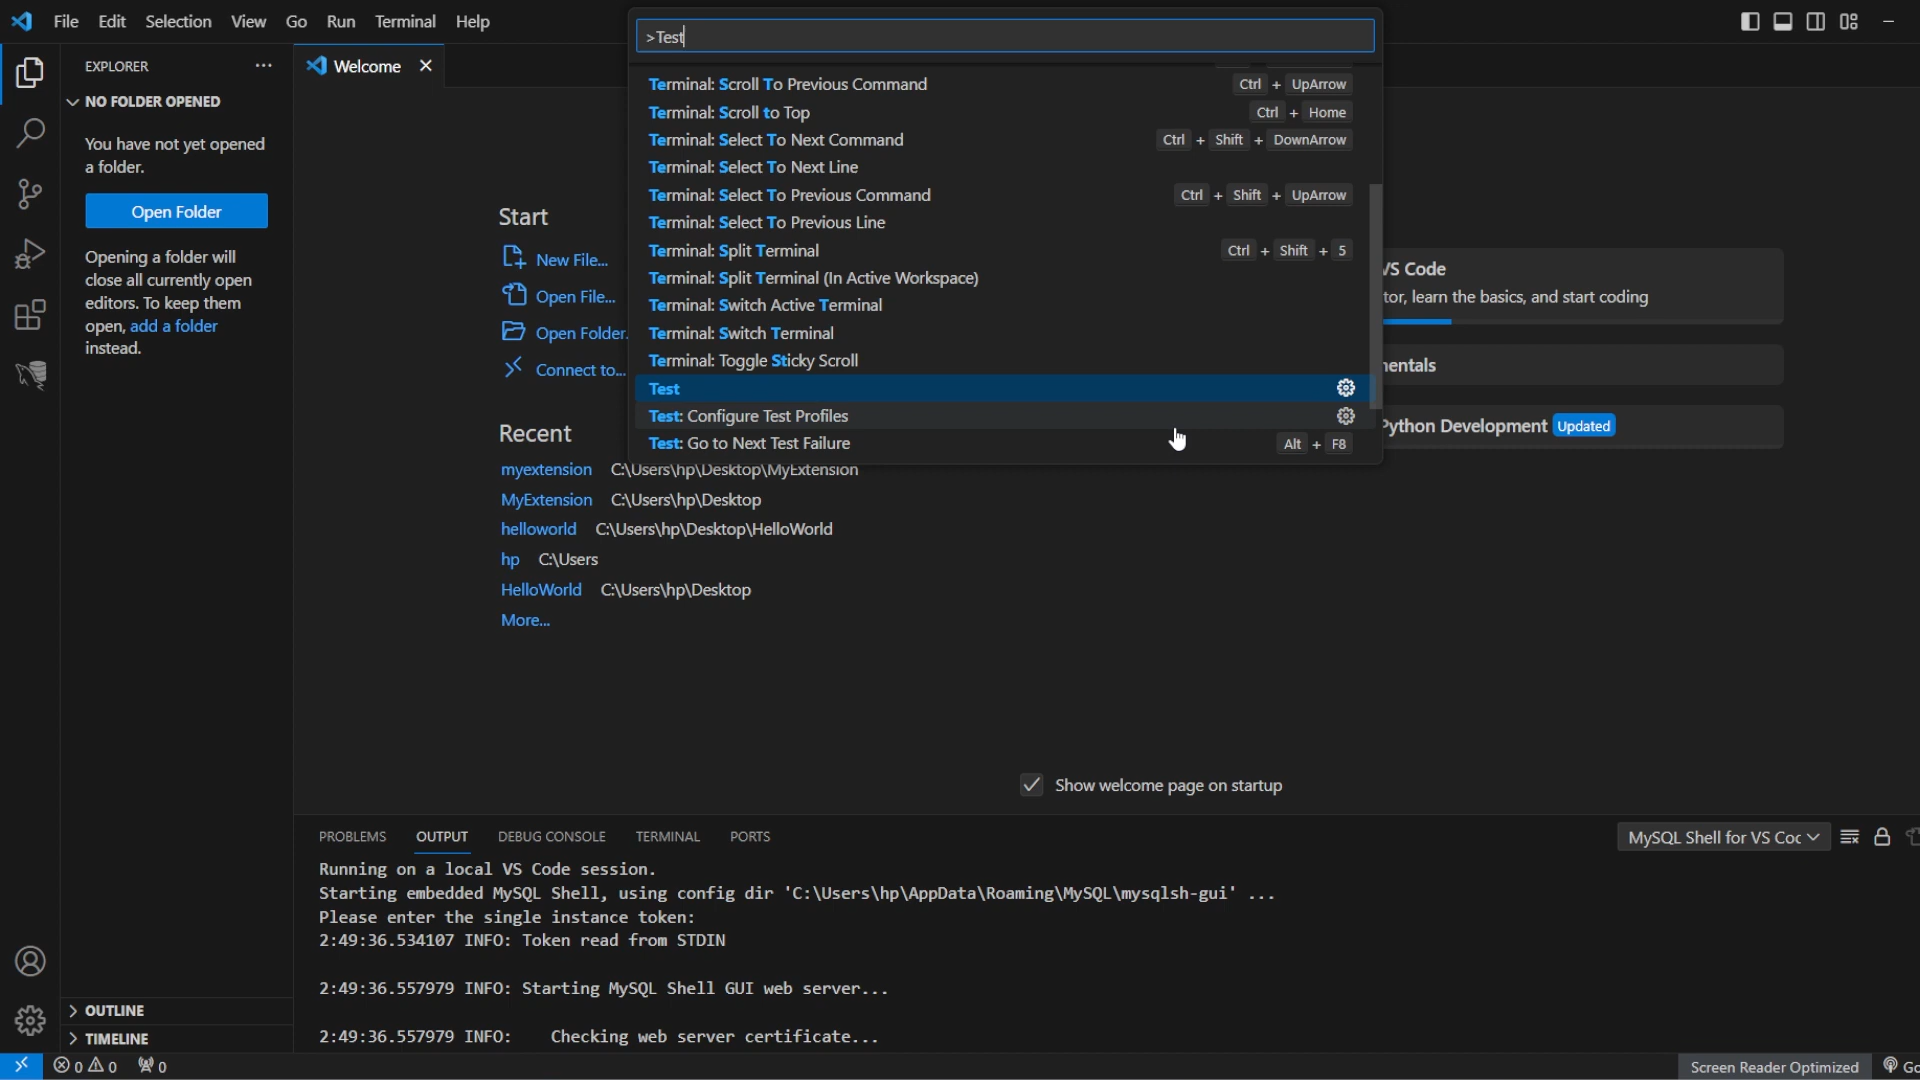 File Edit Selection View Go Run Terminal Help
>Test
EXPLORER
Welcome
NO FOLDER OPENED
You have not yet opened
a folder.
Open Folder
Opening a folder will
close all currently open
editors. To keep them
open, add a folder
instead.
OUTLINE
TIMELINE
Terminal: Scroll To Previous Command Ctrl + UpArrow
Terminal: Scroll to Top Ctrl + Home
Terminal: Select To Next Command Ctrl + Shift + DownArrow
Terminal: Select To Next Line
Terminal: Select To Previous Command Ctrl + Shift + UpArrow
Terminal: Select To Previous Line
Terminal: Split Terminal Ctrl + Shift + 5
Terminal: Split Terminal (In Active Workspace)
Terminal: Switch Active Terminal
Terminal: Switch Terminal
Terminal: Toggle Sticky Scroll
Test
Test: Configure Test Profiles
Test: Go to Next Test Failure Alt + F8
Start
New File...
Open File...
Open Folder.
Connect to...
Recent
myextension C:\Users\hp\Desktop\MyExtension
MyExtension C:\Users\hp\Desktop
helloworld C:\Users\hp\Desktop\HelloWorld
hp C:\Users
HelloWorld C:\Users\hp\Desktop
More...
VS Code
tor, learn the basics, and start coding
entals
Python Development Updated
Show welcome page on startup
PROBLEMS OUTPUT DEBUG CONSOLE TERMINAL PORTS
MySQL Shell for VS Coc
Running on a local VS Code session.
Starting embedded MySQL Shell, using config dir 'C:\Users\hp\AppData\Roaming\MySQL\mysqlsh-gui' ...
Please enter the single instance token:
2:49:36.534107 INFO: Token read from STDIN
2:49:36.557979 INFO: Starting MySQL Shell GUI web server...
2:49:36.557979 INFO: Checking web server certificate...
0 0 0
Screen Reader Optimized Go